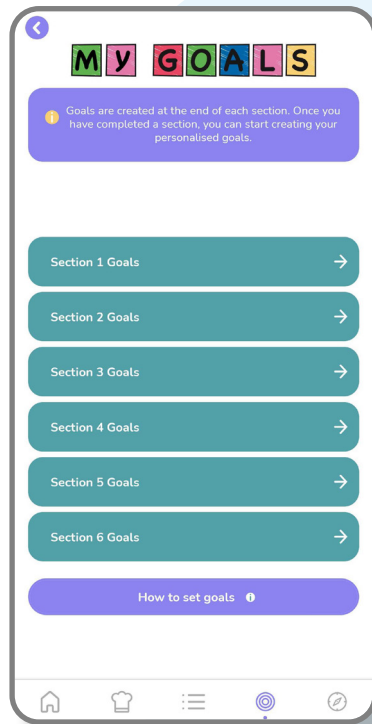 MY GOALS
Goals are created at the end of each section. Once you
have completed a section, you can start creating your
personalised goals.
Section 1 Goals
Section 2 Goals
Section 3 Goals
Section 4 Goals
Section 5 Goals
Section 6 Goals
How to set goals